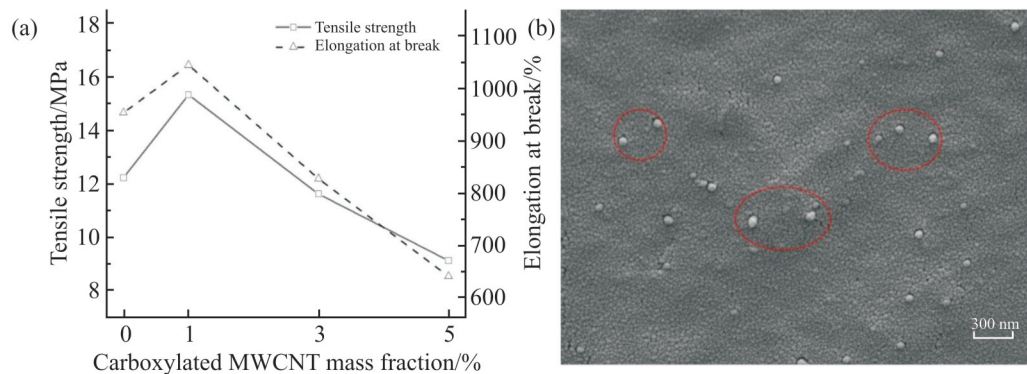 (a)
Tensile strength
Elongation at break
Tensile strength/MPa
18
16
14
12
10
8
1100
1000
900
800
700
600
Elongation at break/%
0 1 3 5
Carboxylated MWCNT mass fraction/%
(b)
300 nm